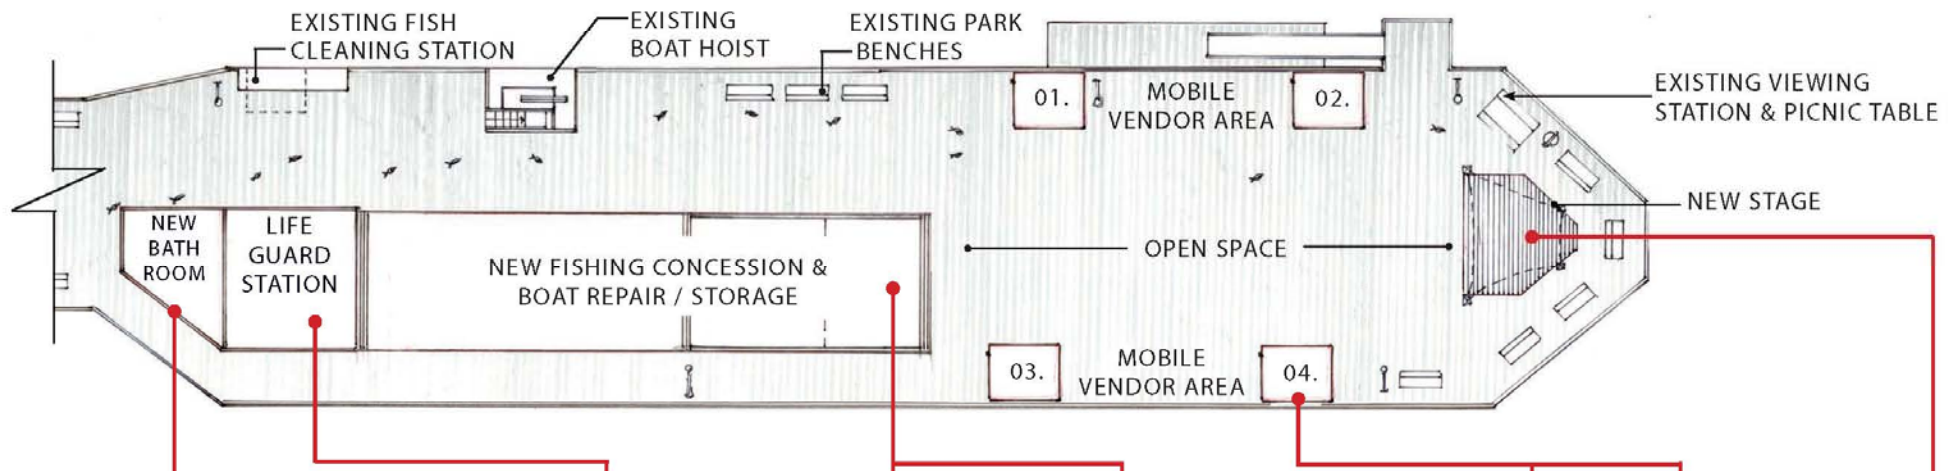 EXISTING FISH
CLEANING STATION
EXISTING
BOAT HOIST
EXISTING PARK
BENCHES
01.
MOBILE
VENDOR AREA
02.
EXISTING VIEWING
STATION & PICNIC TABLE
NEW STAGE
NEW
BATH
ROOM
LIFE
GUARD
STATION
NEW FISHING CONCESSION &
BOAT REPAIR / STORAGE
OPEN SPACE
03.
MOBILE
VENDOR AREA
04.